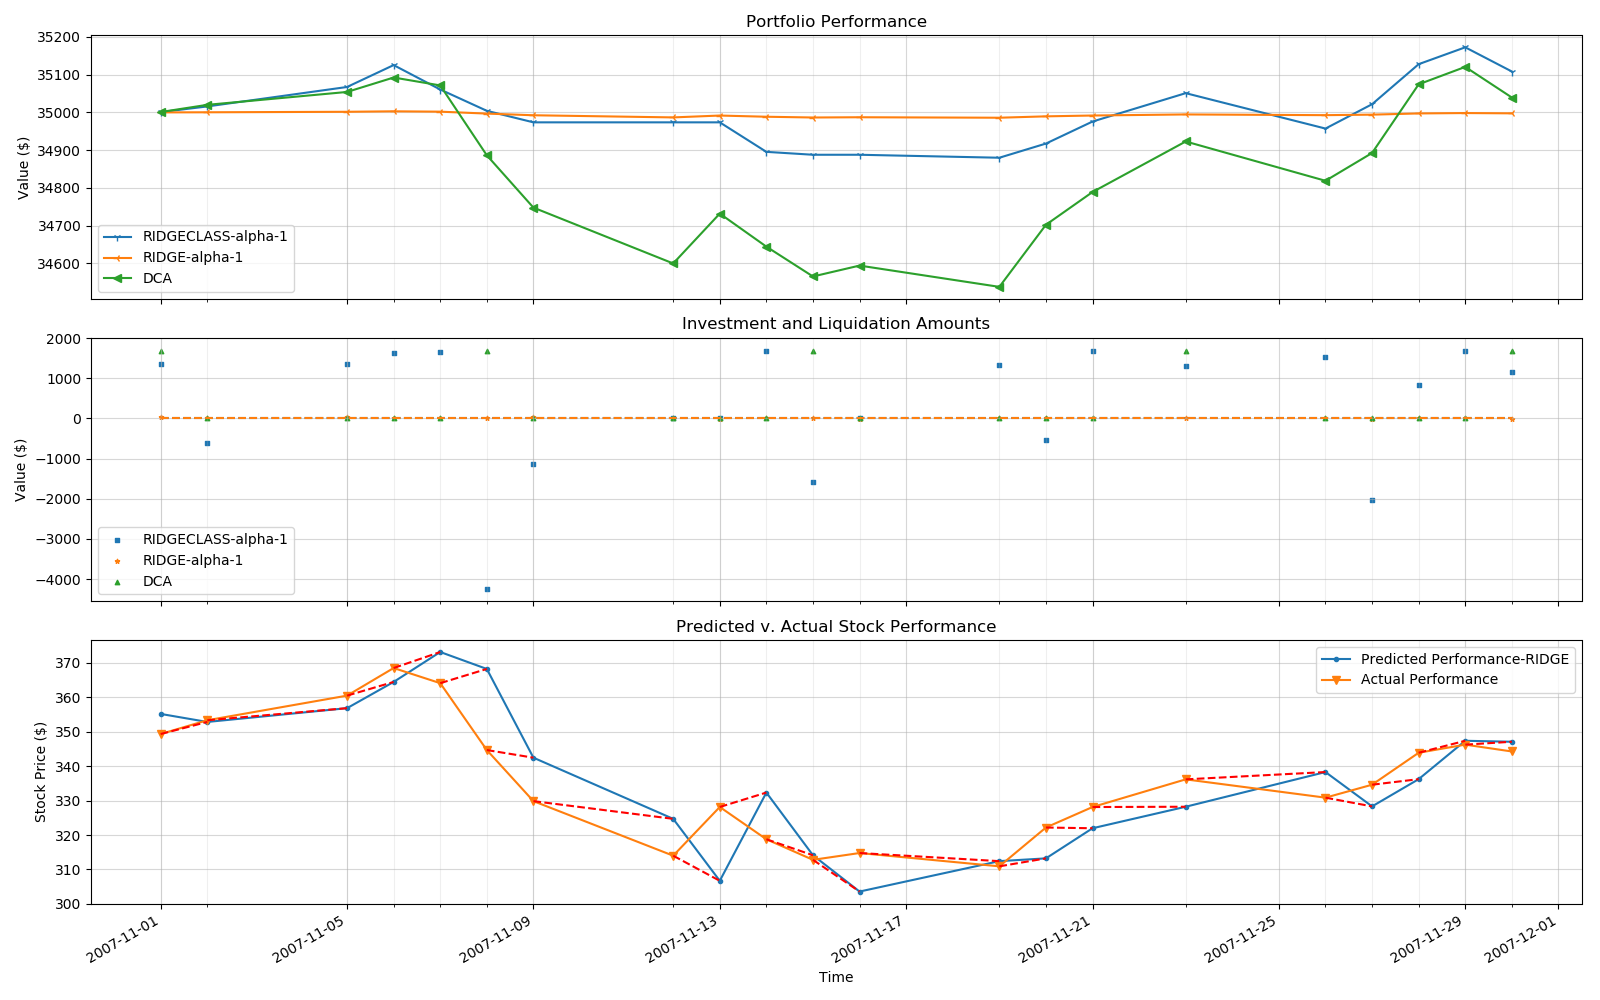 Portfolio Performance
35200
35100
35000
34900
34800
34700
34600
Value ($)
RIDGECLASS-alpha-1
RIDGE-alpha-1
DCA
Investment and Liquidation Amounts
2000
1000
0
−1000
−2000
−3000
−4000
Value ($)
RIDGECLASS-alpha-1
RIDGE-alpha-1
DCA
Predicted v. Actual Stock Performance
370
360
350
340
330
320
310
300
Stock Price ($)
Predicted Performance-RIDGE
Actual Performance
2007-11-01
2007-11-05
2007-11-09
2007-11-13
2007-11-17
2007-11-21
2007-11-25
2007-11-29
2007-12-01
Time